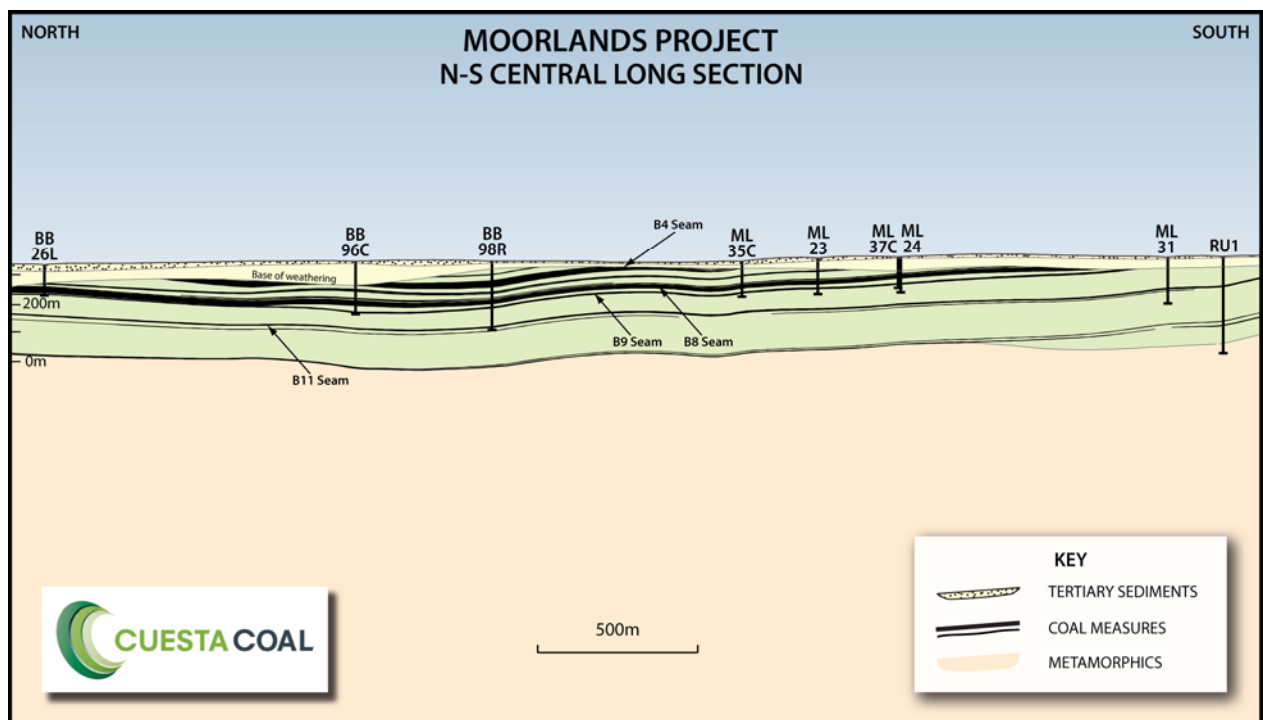 NORTH
SOUTH
MOORLANDS PROJECT
N-S CENTRAL LONG SECTION
BB
26L
BB
96C
BB
98R
B4 Seam
ML
35C
ML
23
ML
37C
ML
24
ML
31
RU1
Base of weathering
200m
B9 Seam
B8 Seam
0m
B11 Seam
KEY
TERTIARY SEDIMENTS
COAL MEASURES
METAMORPHICS
500m
CUESTA COAL